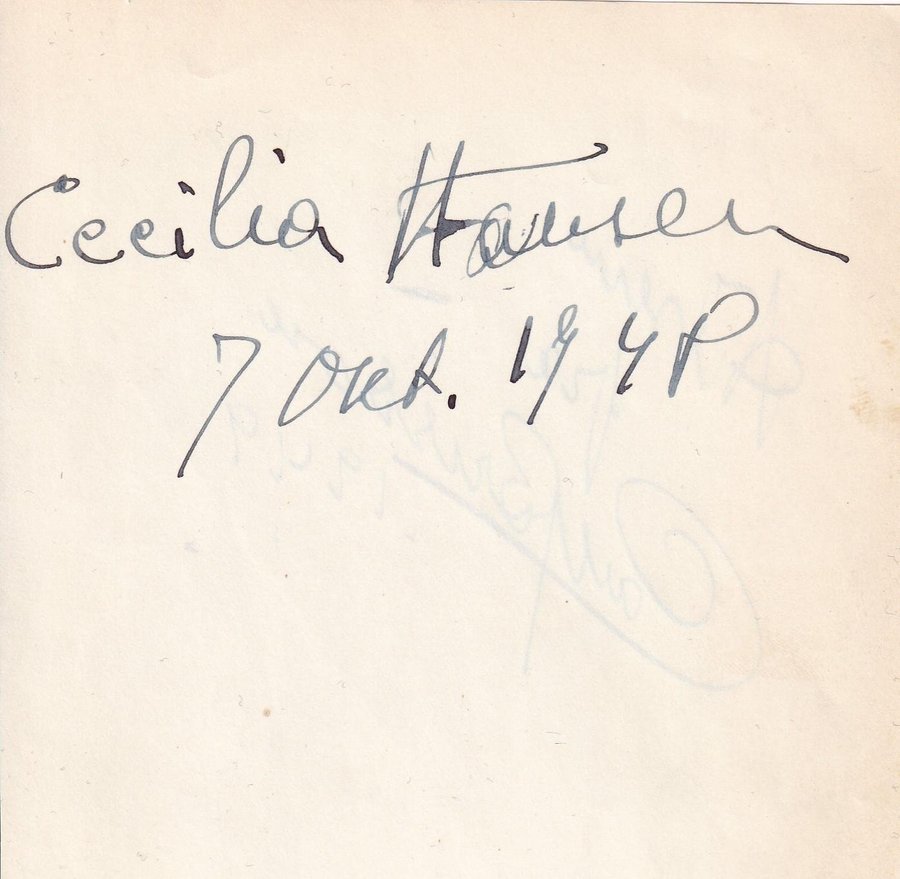 Cecilia Hansen
7 Okt. 1948